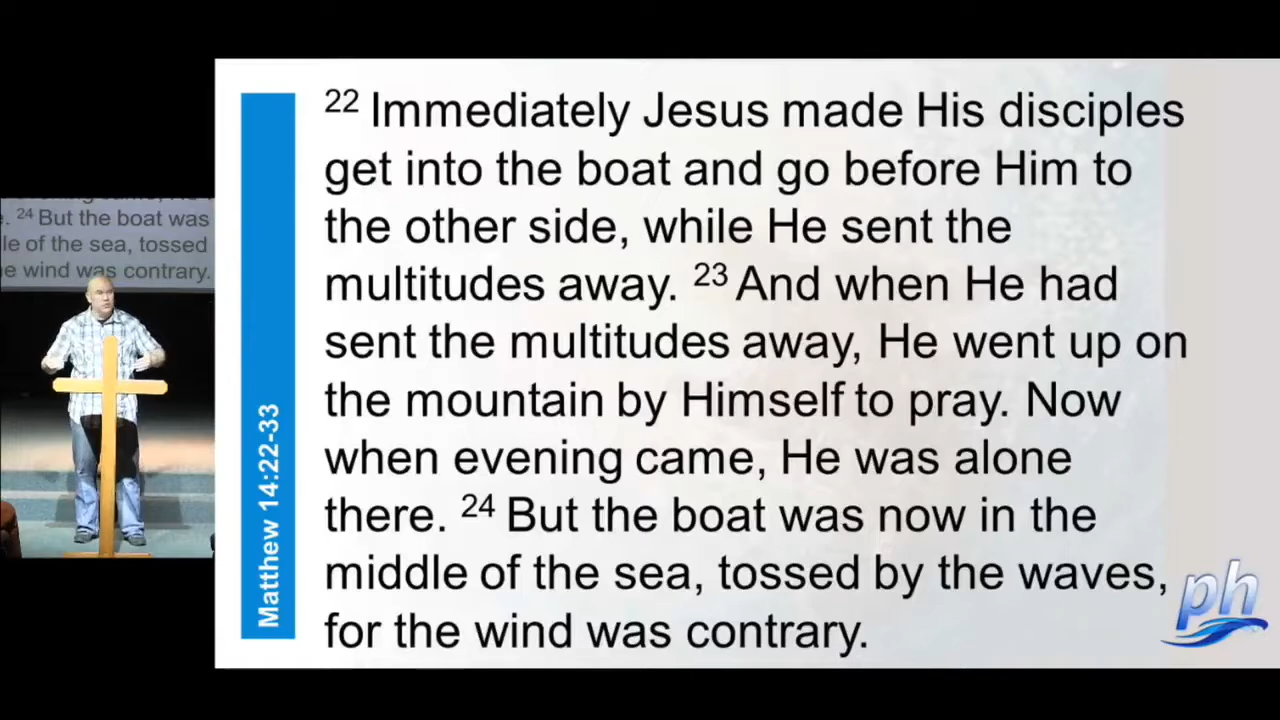 22 Immediately Jesus made His disciples
get into the boat and go before Him to
the other side, while He sent the
multitudes away. 23 And when He had
sent the multitudes away, He went up on
the mountain by Himself to pray. Now
when evening came, He was alone
there. 24 But the boat was now in the
middle of the sea, tossed by the waves,
for the wind was contrary.
Matthew 14:22-33
ph
. 24 But the boat was
le of the sea, tossed
e wind was contrary.